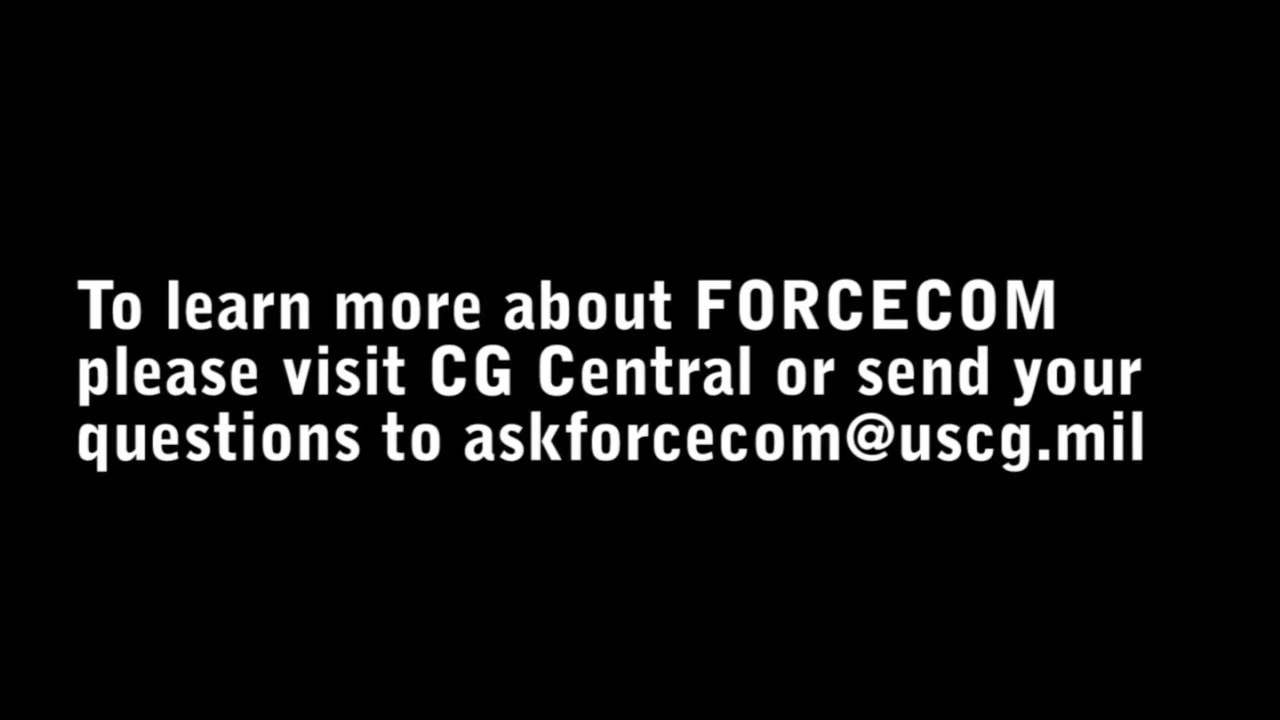 To learn more about FORCECOM
please visit CG Central or send your
questions to askforcecom@uscg.mil